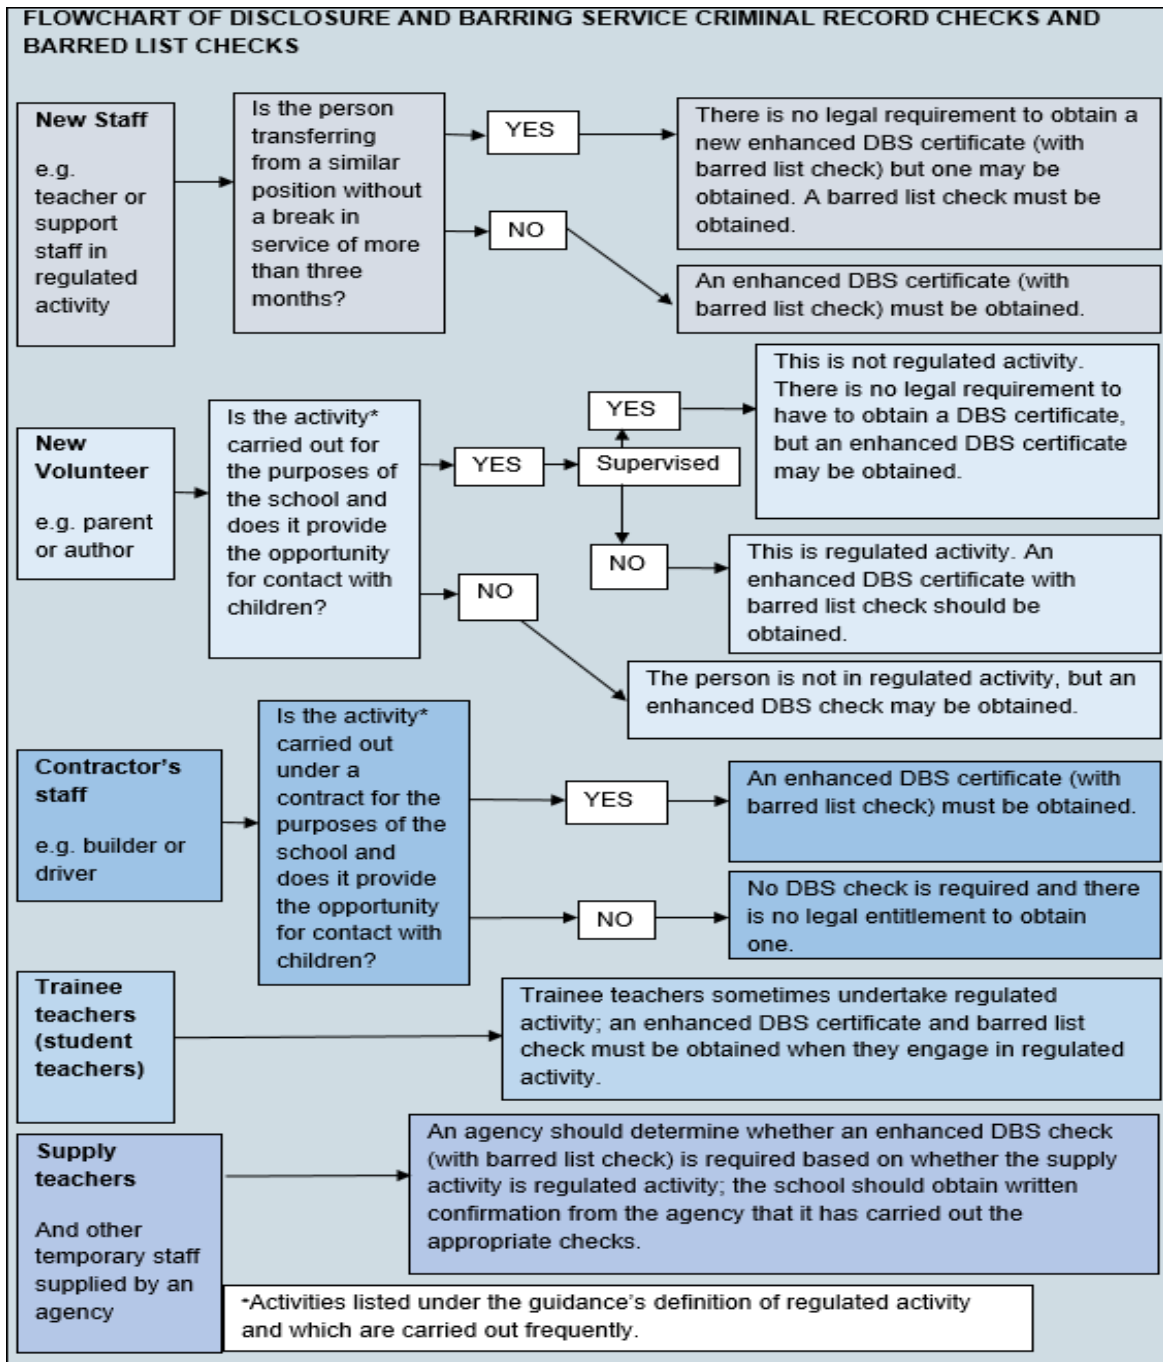 FLOWCHART OF DISCLOSURE AND BARRING SERVICE CRIMINAL RECORD CHECKS AND
BARRED LIST CHECKS
New Staff
e.g.
teacher or
support
staff in
regulated
activity
Is the person
transferring
from a similar
position without
a break in
service of more
than three
months?
YES
There is no legal requirement to obtain a
new enhanced DBS certificate (with
barred list check) but one may be
obtained. A barred list check must be
obtained.
NO
An enhanced DBS certificate (with
barred list check) must be obtained.
New
Volunteer
e.g. parent
or author
Is the activity*
carried out for
the purposes of
the school and
does it provide
the opportunity
for contact with
children?
YES
Supervised
YES
This is not regulated activity.
There is no legal requirement to
have to obtain a DBS certificate,
but an enhanced DBS certificate
may be obtained.
NO
This is regulated activity. An
enhanced DBS certificate with
barred list check should be
obtained.
NO
The person is not in regulated activity, but an
enhanced DBS check may be obtained.
Contractor's
staff
e.g. builder or
driver
Is the activity*
carried out
under a
contract for the
purposes of the
school and
does it provide
the opportunity
for contact with
children?
YES
An enhanced DBS certificate (with
barred list check) must be obtained.
NO
No DBS check is required and there
is no legal entitlement to obtain
one.
Trainee
teachers
(student
teachers)
Trainee teachers sometimes undertake regulated
activity; an enhanced DBS certificate and barred list
check must be obtained when they engage in regulated
activity.
Supply
teachers
And other
temporary staff
supplied by an
agency
An agency should determine whether an enhanced DBS check
(with barred list check) is required based on whether the supply
activity is regulated activity; the school should obtain written
confirmation from the agency that it has carried out the
appropriate checks.
*Activities listed under the guidance's definition of regulated activity
and which are carried out frequently.